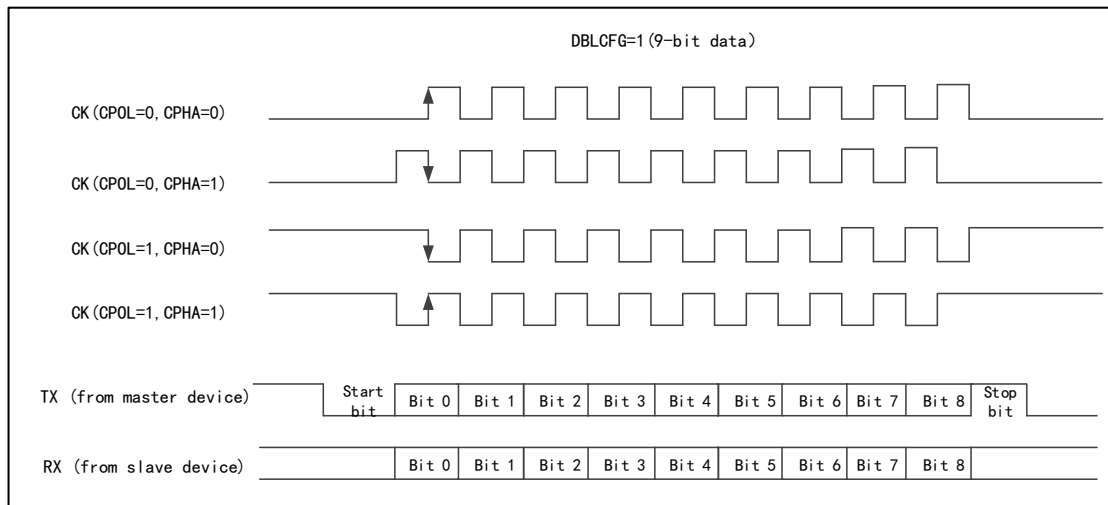 DBLCFG=1(9-bit data)
CK(CPOL=0,CPHA=0)
CK(CPOL=0,CPHA=1)
CK(CPOL=1,CPHA=0)
CK(CPOL=1,CPHA=1)
TX (from master device)
Start
bit
Bit 0 Bit 1 Bit 2 Bit 3 Bit 4 Bit 5 Bit 6 Bit 7 Bit 8
Stop
bit
RX (from slave device)
Bit 0 Bit 1 Bit 2 Bit 3 Bit 4 Bit 5 Bit 6 Bit 7 Bit 8